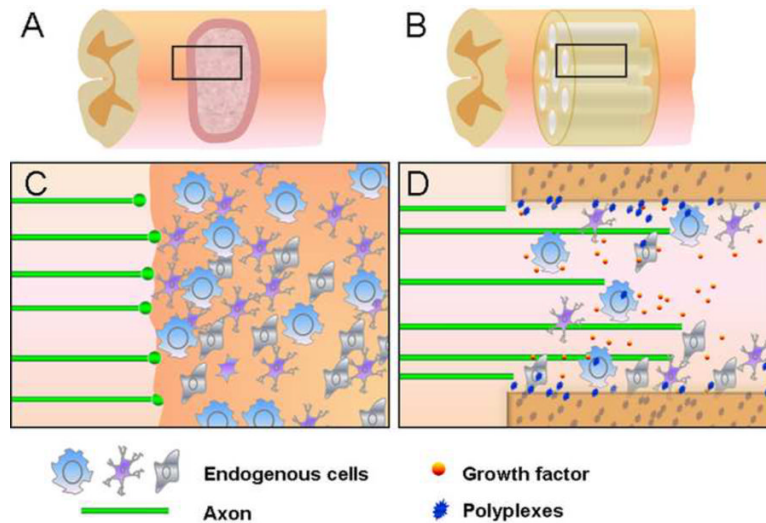 A
B
C
D
Endogenous cells
Growth factor
Axon
Polyplexes